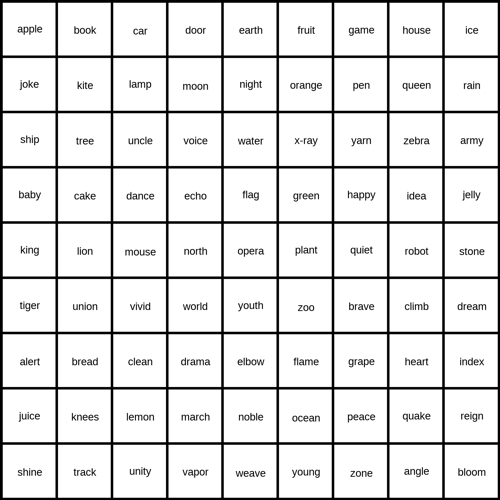 apple book car door earth fruit game house ice
joke kite lamp moon night orange pen queen rain
ship tree uncle voice water x-ray yarn zebra army
baby cake dance echo flag green happy idea jelly
king lion mouse north opera plant quiet robot stone
tiger union vivid world youth zoo brave climb dream
alert bread clean drama elbow flame grape heart index
juice knees lemon march noble ocean peace quake reign
shine track unity vapor weave young zone angle bloom